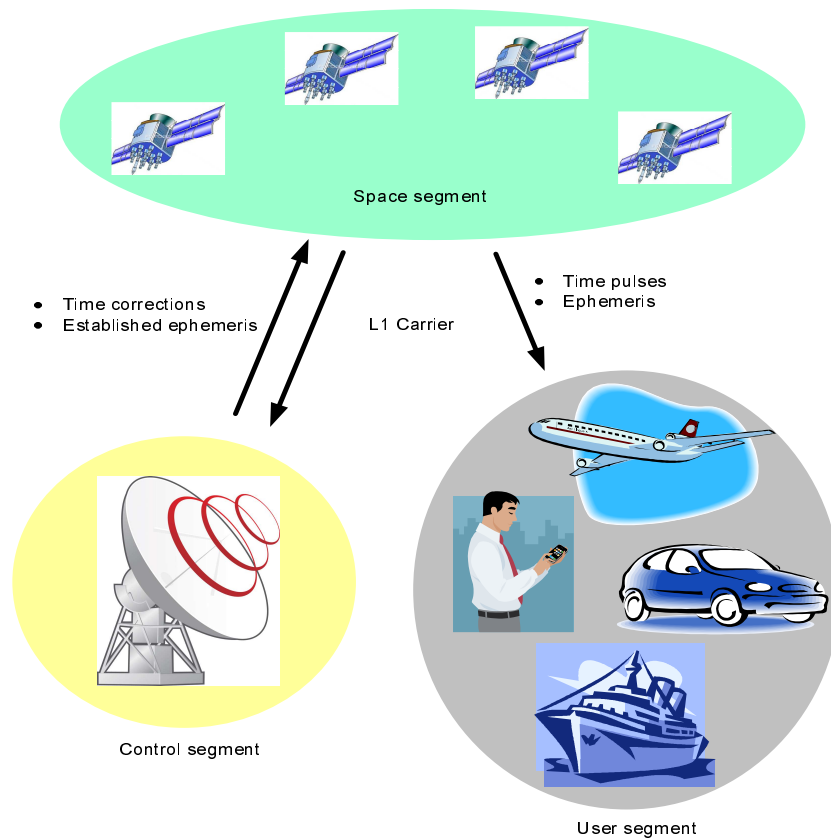 Space segment
• Time corrections
• Established ephemeris
L1 Carrier
• Time pulses
• Ephemeris
Control segment
User segment